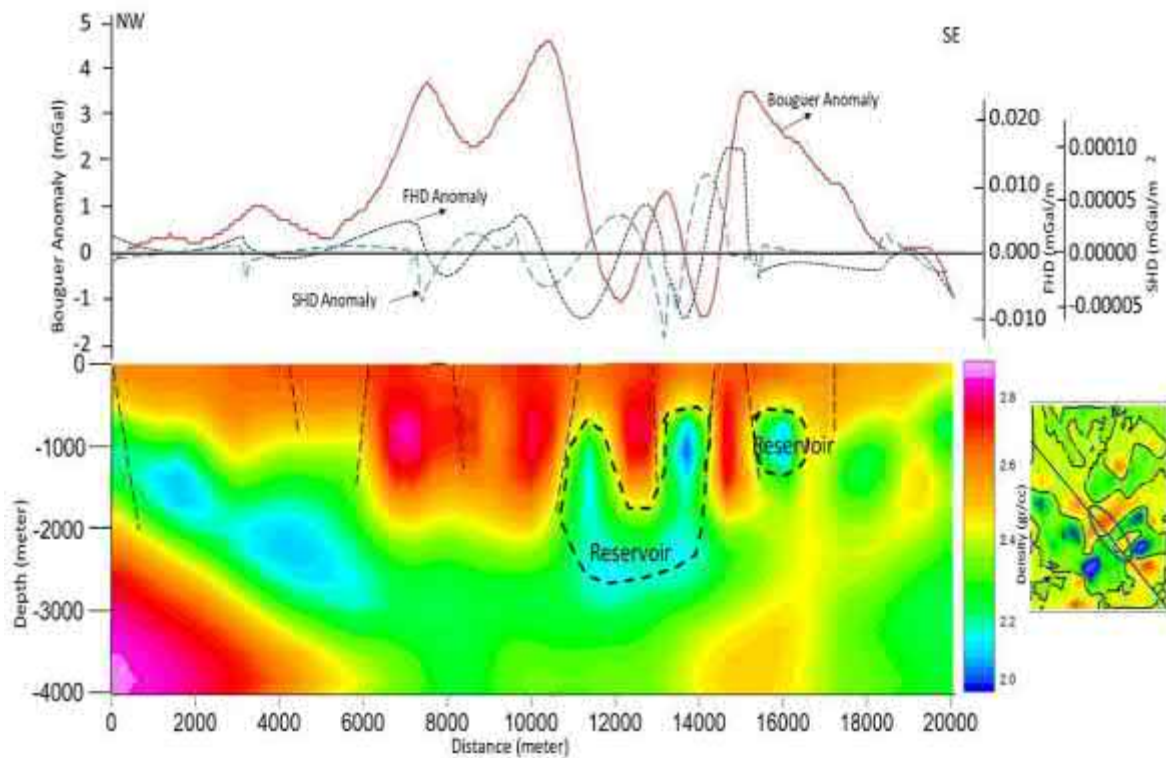 NW
SE
5
4
3
2
1
0
-1
-2
Bouguer Anomaly (mGal)
Bouguer Anomaly
FHD Anomaly
SHD Anomaly
0.020
0.010
0.000
-0.010
FHD (mGal/m
0.00010
0.00005
0.00000
-0.00005
SHD (mGal/m 2
0
-1000
-2000
-3000
-4000
Depth (meter)
Reservoir
Reservoir
2.8
2.6
2.4
2.2
2.0
Density (gr/cc)
0
2000
4000
6000
8000
10000
12000
14000
16000
18000
20000
Distance (meter)